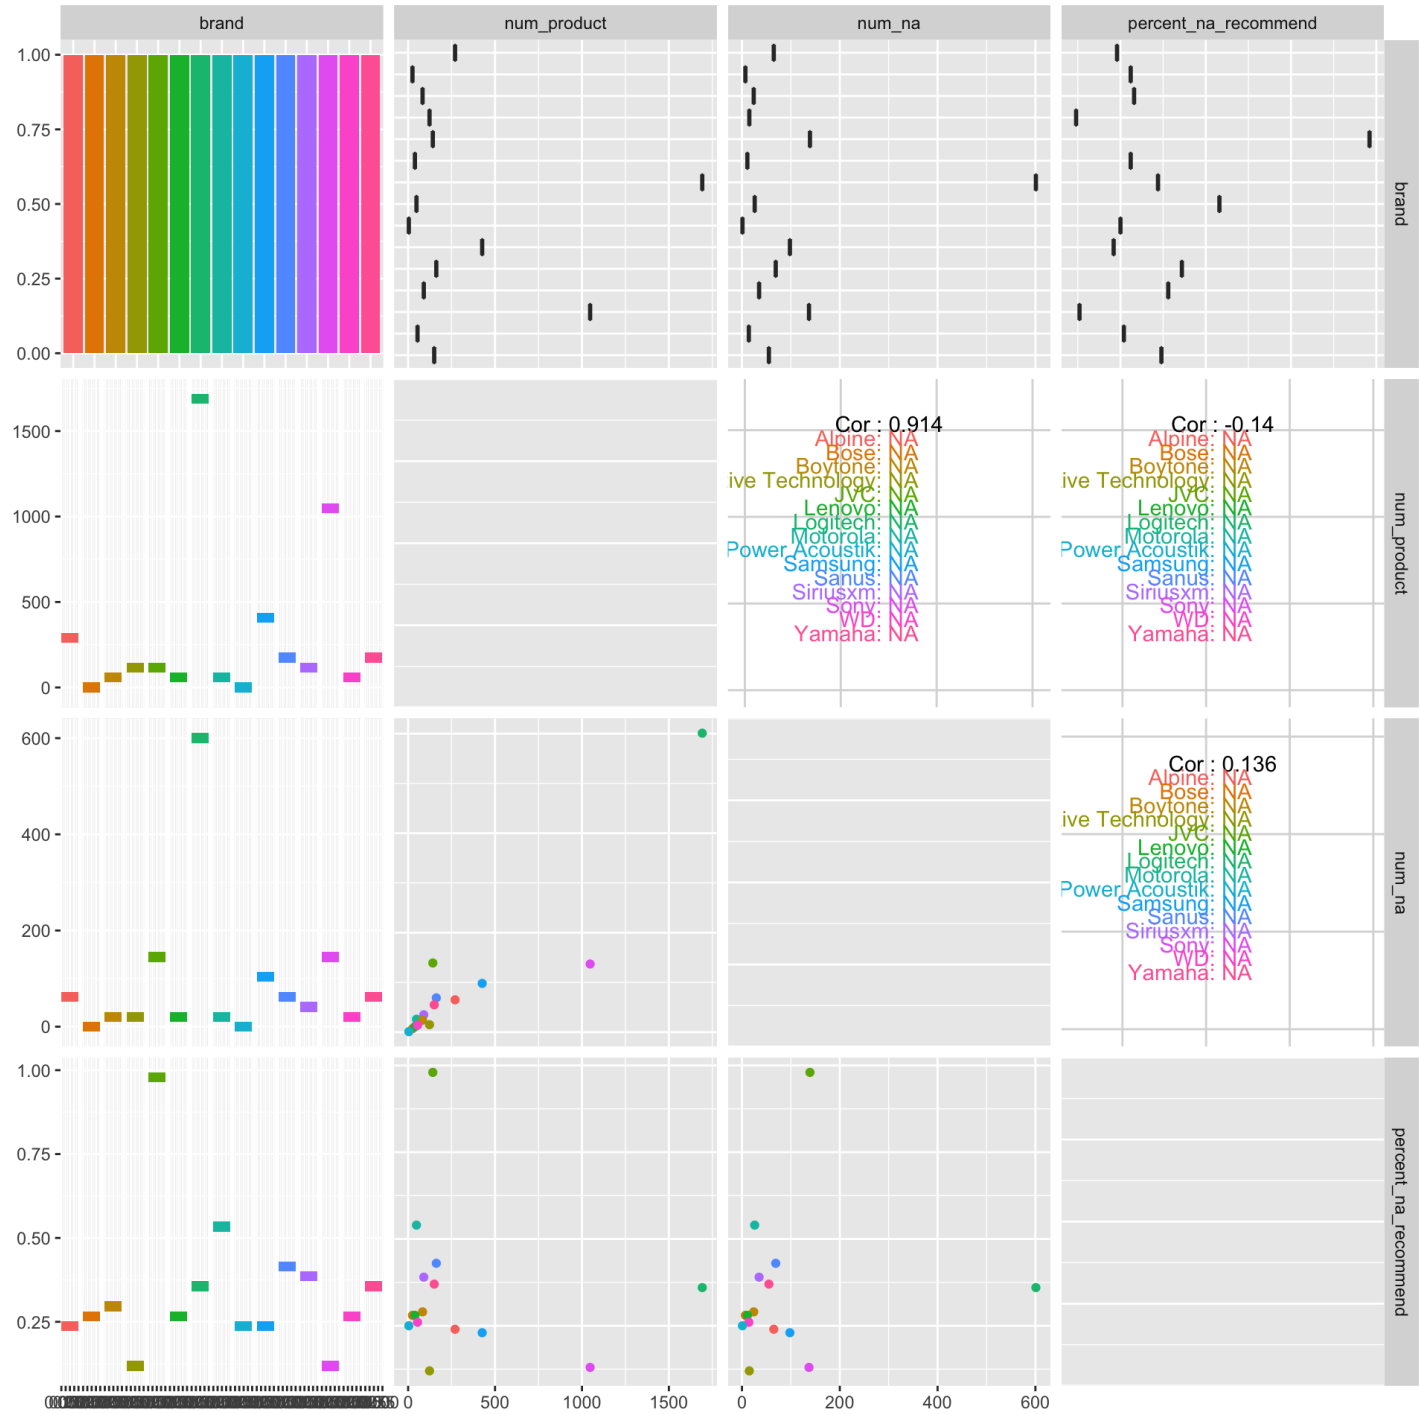 brand num_product num_na percent_na_recommend
1.00
0.75
0.50
0.25
0.00
brand
1500
1000
500
0
Cor : 0.914
Alpine: NA
Bose: NA
Boytone: NA
ive Technology: NA
JVC: NA
Lenovo: NA
Logitech: NA
Motorola: NA
Power Acoustik: NA
Samsung: NA
Sanus: NA
Siriusxm: NA
Sony: NA
WD: NA
Yamaha: NA
Cor : -0.14
Alpine: NA
Bose: NA
Boytone: NA
ive Technology: NA
JVC: NA
Lenovo: NA
Logitech: NA
Motorola: NA
Power Acoustik: NA
Samsung: NA
Sanus: NA
Siriusxm: NA
Sony: NA
WD: NA
Yamaha: NA
num_product
600
400
200
0
Cor : 0.136
Alpine: NA
Bose: NA
Boytone: NA
ive Technology: NA
JVC: NA
Lenovo: NA
Logitech: NA
Motorola: NA
Power Acoustik: NA
Samsung: NA
Sanus: NA
Siriusxm: NA
Sony: NA
WD: NA
Yamaha: NA
num_na
1.00
0.75
0.50
0.25
percent_na_recommend
0 500 1000 1500
0 200 400 600